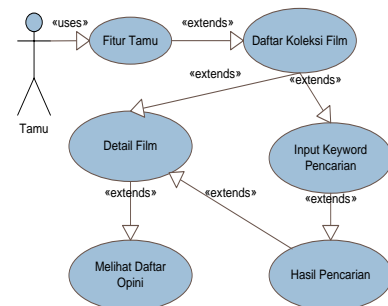 «uses»
«extends»
Fitur Tamu
Daftar Koleksi Film
Tamu
«extends»
«extends»
Detail Film
Input Keyword
Pencarian
«extends»
«extends»
«extends»
Melihat Daftar
Opini
Hasil Pencarian